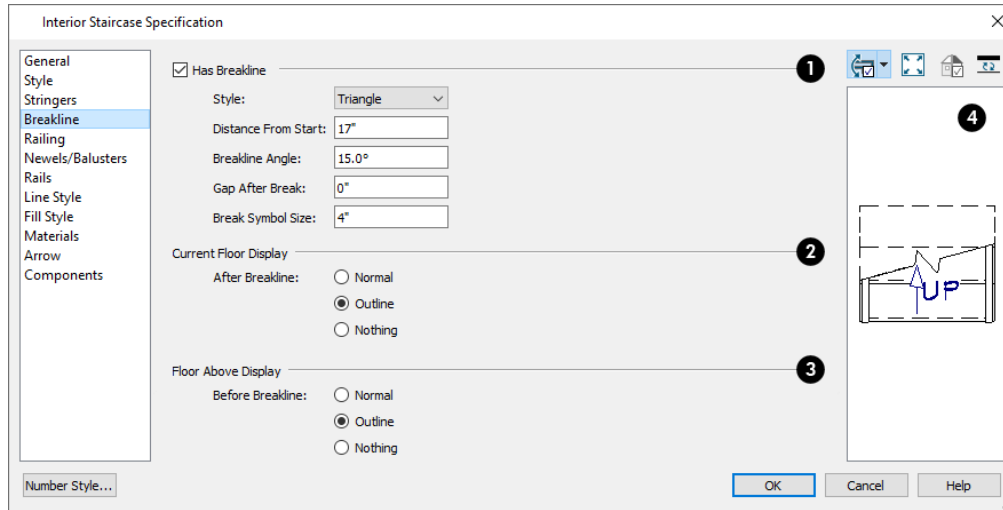 Interior Staircase Specification
General
Style
Stringers
Breakline
Railing
Newels/Balusters
Rails
Line Style
Fill Style
Materials
Arrow
Components
Has Breakline
1
Style:
Triangle
Distance From Start:
17"
Breakline Angle:
15.0°
Gap After Break:
0"
Break Symbol Size:
4"
Current Floor Display
2
After Breakline:
Normal
Outline
Nothing
Floor Above Display
3
Before Breakline:
Normal
Outline
Nothing
4
UP
Number Style...
OK
Cancel
Help